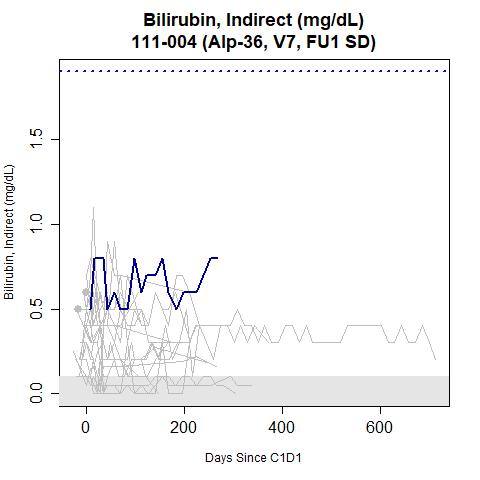 Bilirubin, Indirect (mg/dL)
111-004 (Alp-36, V7, FU1 SD)
Bilirubin, Indirect (mg/dL)
1.5
1.0
0.5
0.0
0 200 400 600
Days Since C1D1